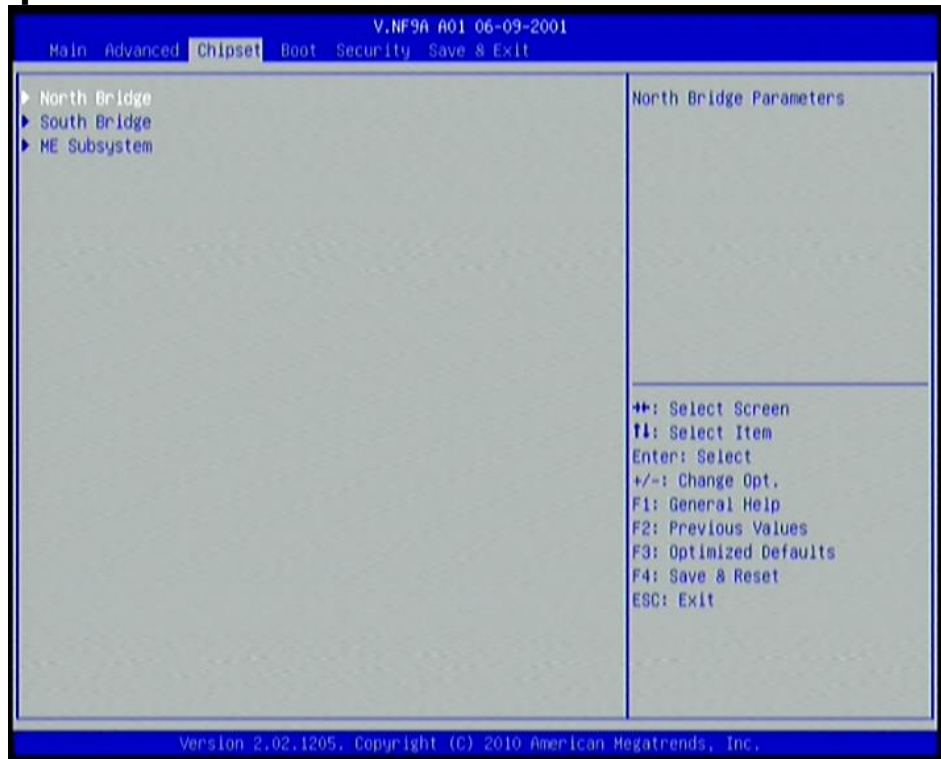 V.NF9A A01 06-09-2001
Main Advanced Chipset Boot Security Save & Exit
North Bridge
South Bridge
ME Subsystem
North Bridge Parameters
→←: Select Screen
↑↓: Select Item
Enter: Select
+/-: Change Opt.
F1: General Help
F2: Previous Values
F3: Optimized Defaults
F4: Save & Reset
ESC: Exit
Version 2.02.1205. Copyright (C) 2010 American Megatrends, Inc.